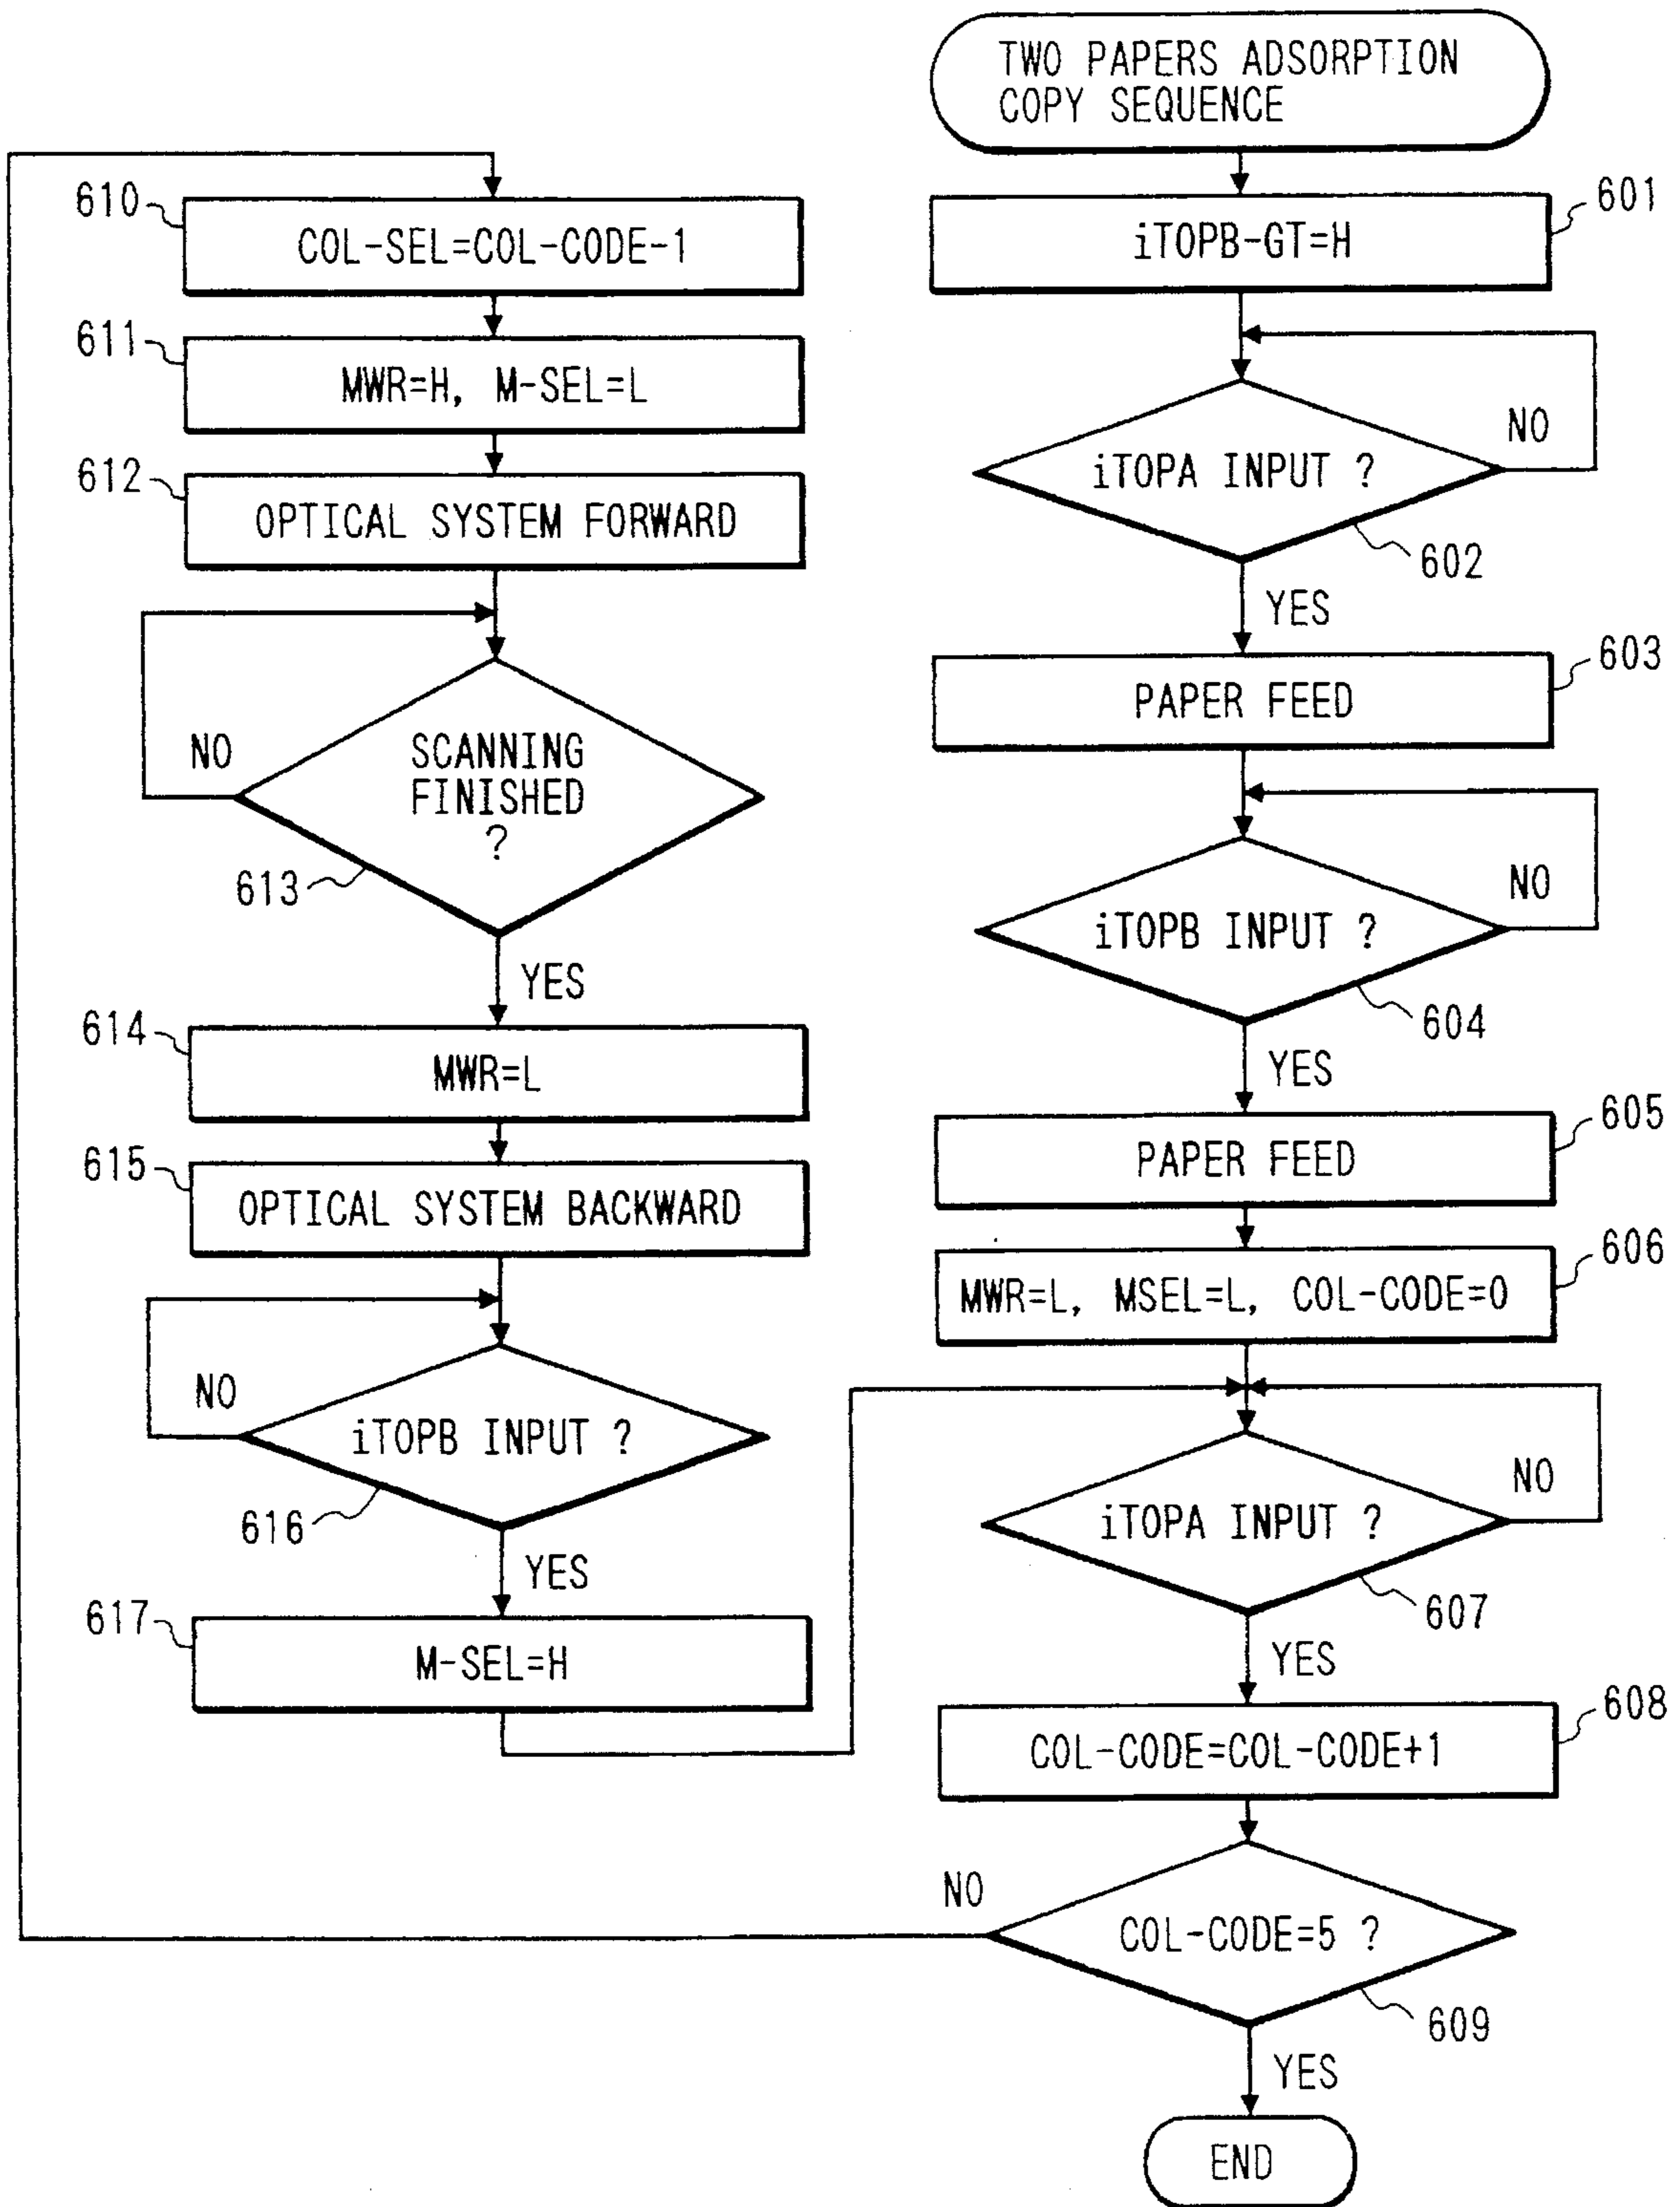 TWO PAPERS ADSORPTION
COPY SEQUENCE
601
iTOPB-GT=H
iTOPA INPUT ?
NO
602
YES
603
PAPER FEED
iTOPB INPUT ?
NO
604
YES
605
PAPER FEED
606
MWR=L, MSEL=L, COL-CODE=0
iTOPA INPUT ?
NO
607
YES
608
COL-CODE=COL-CODE+1
NO
COL-CODE=5 ?
609
YES
END
610
COL-SEL=COL-CODE-1
611
MWR=H, M-SEL=L
612
OPTICAL SYSTEM FORWARD
NO
SCANNING
FINISHED
?
613
YES
614
MWR=L
615
OPTICAL SYSTEM BACKWARD
NO
iTOPB INPUT ?
616
YES
617
M-SEL=H